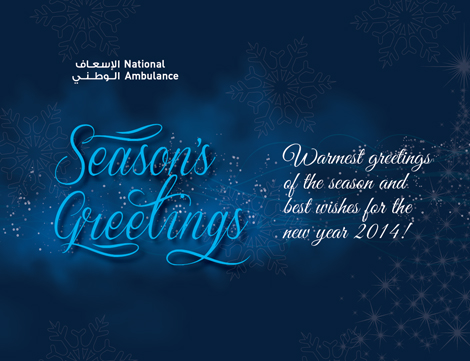 الإسعاف National
الوطني Ambulance
Season's
Greetings
Warmest greetings
of the season and
best wishes for the
new year 2014!